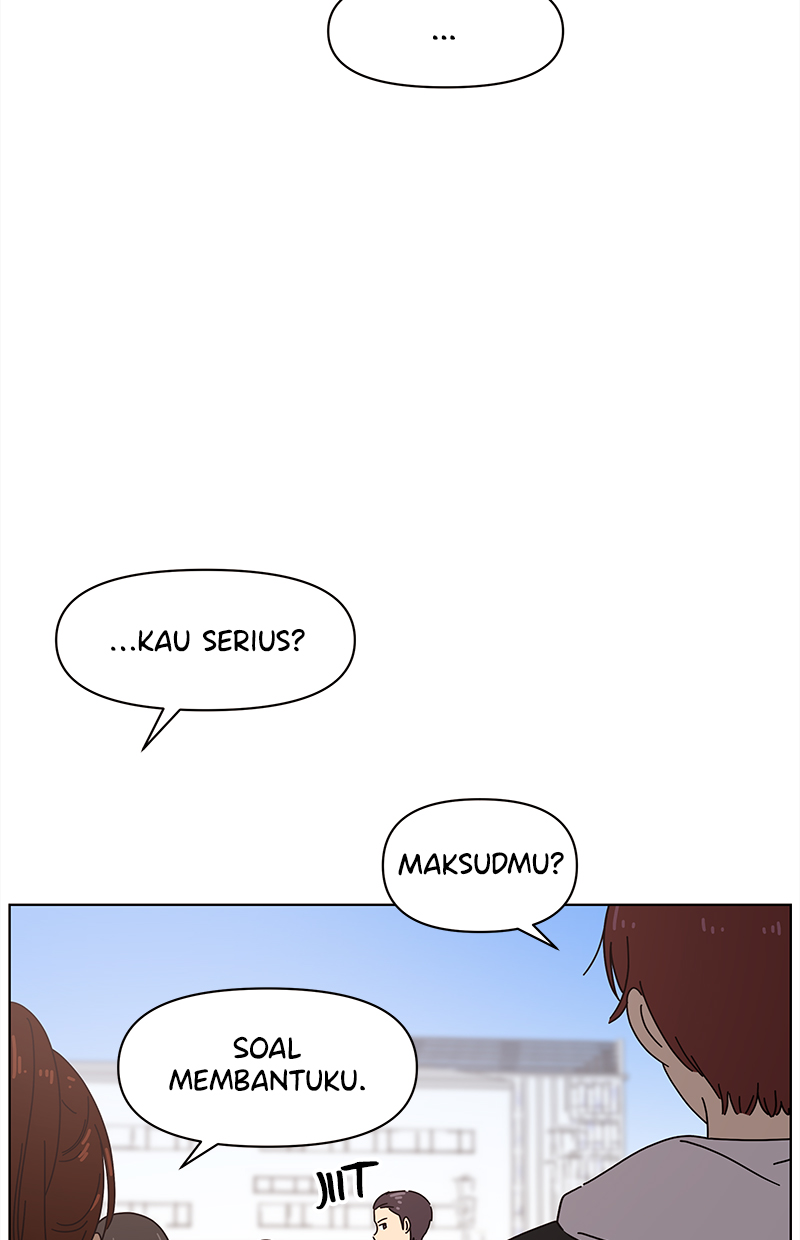 ...
...KAU SERIUS?
MAKSUDMU?
SOAL
MEMBANTUKU.
JIIT